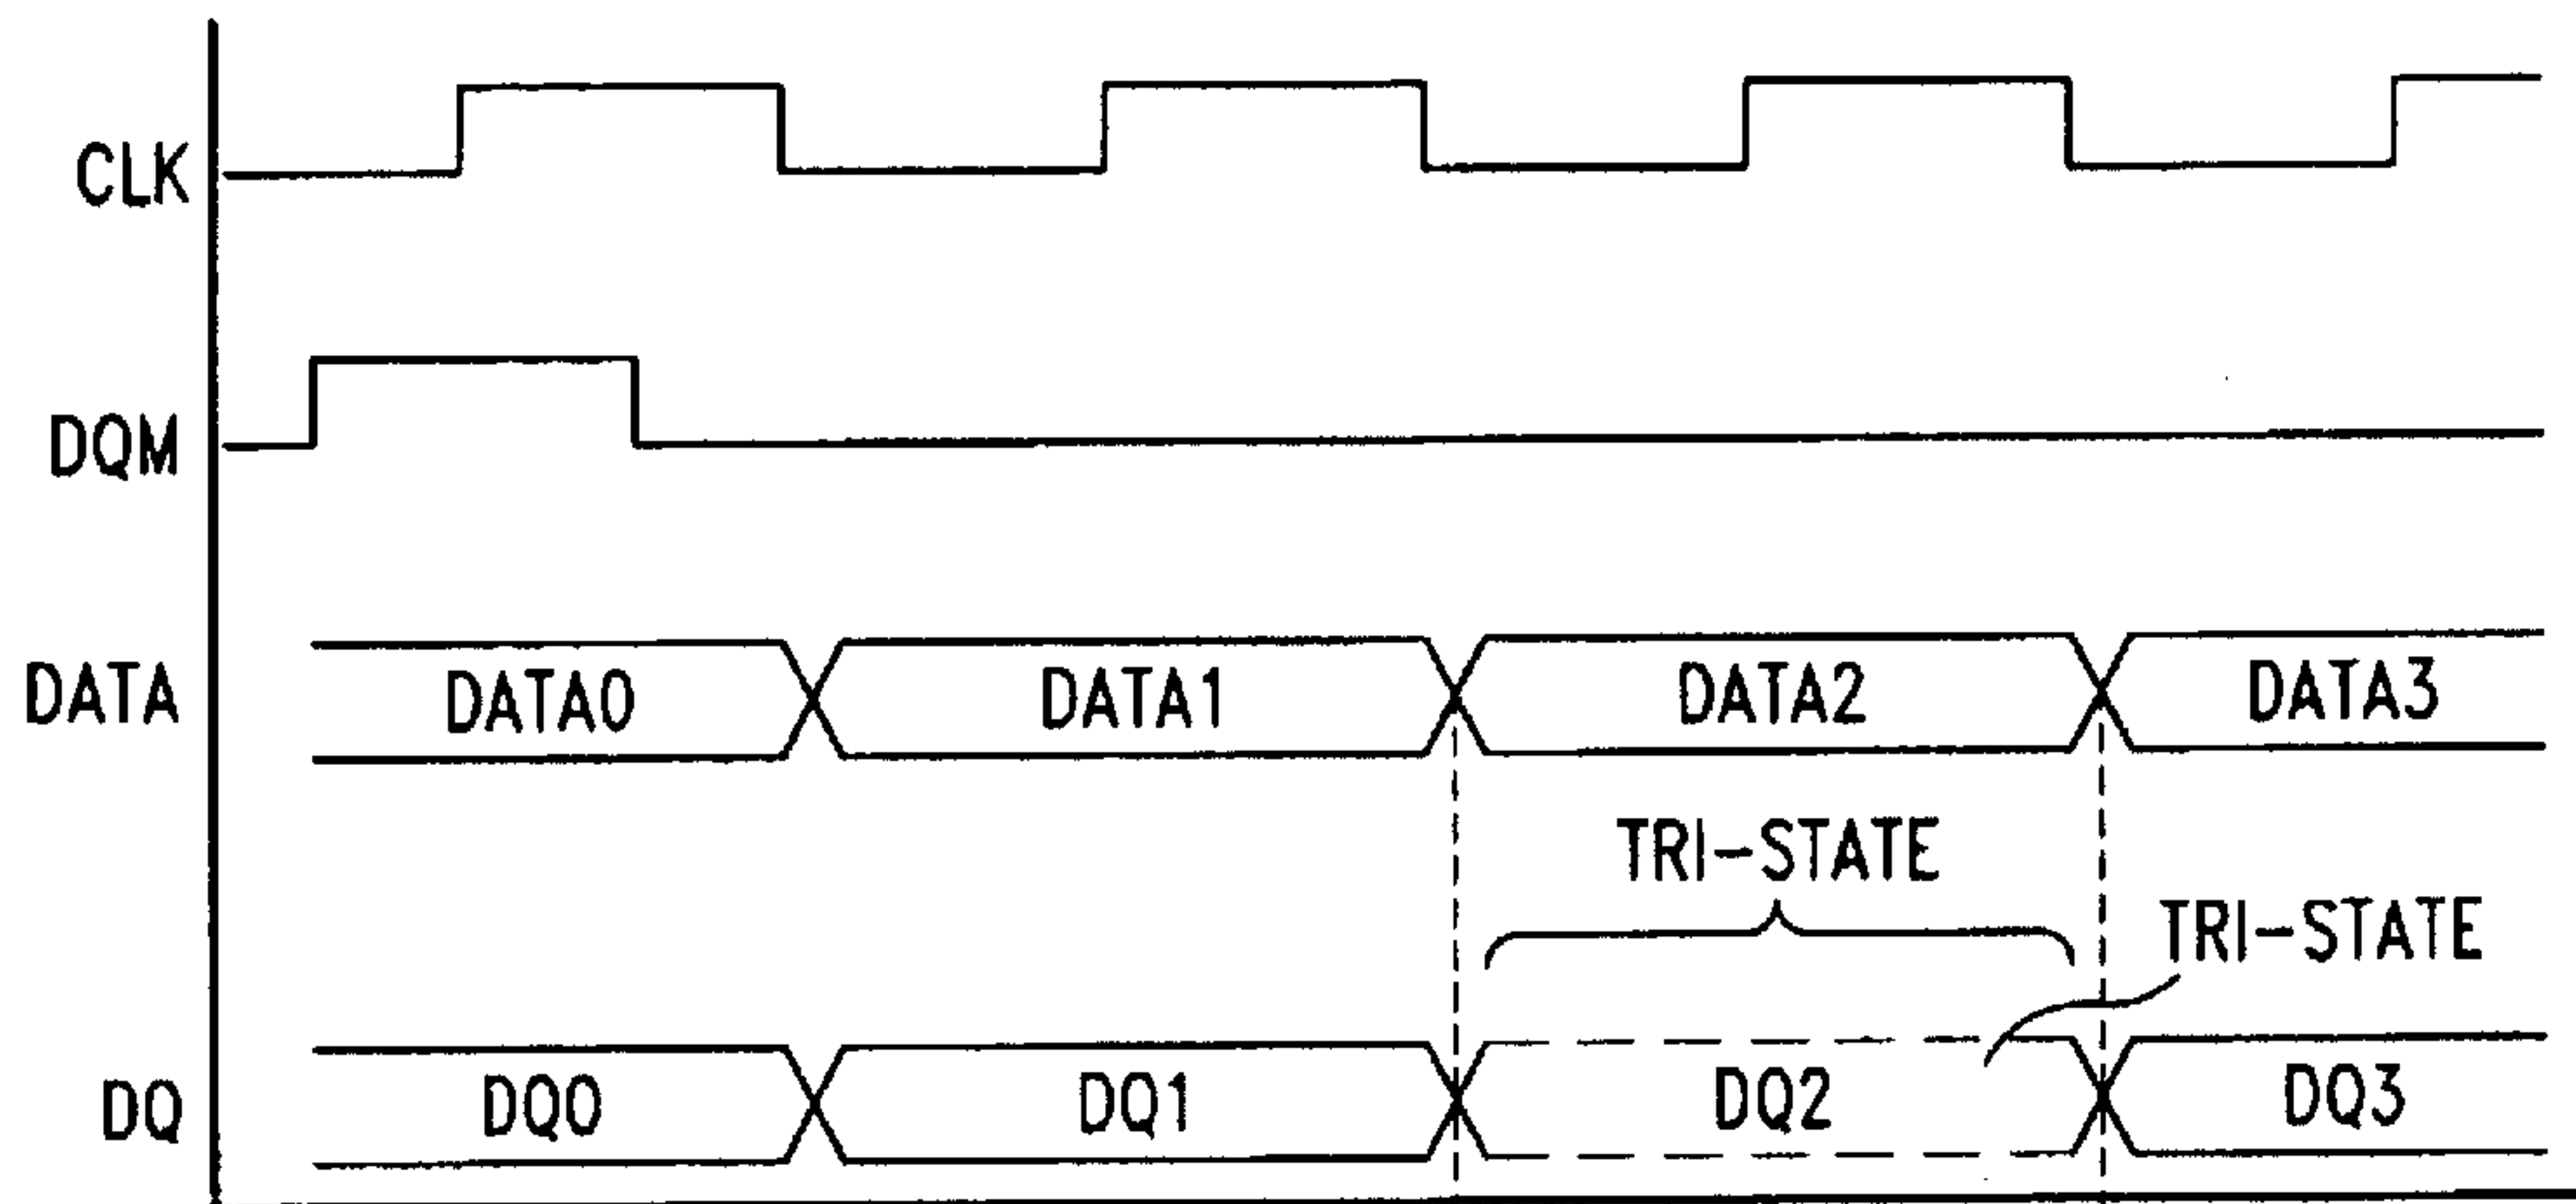 CLK
DQM
DATA DATA0 DATA1 DATA2 DATA3
TRI-STATE
TRI-STATE
DQ DQ0 DQ1 DQ2 DQ3